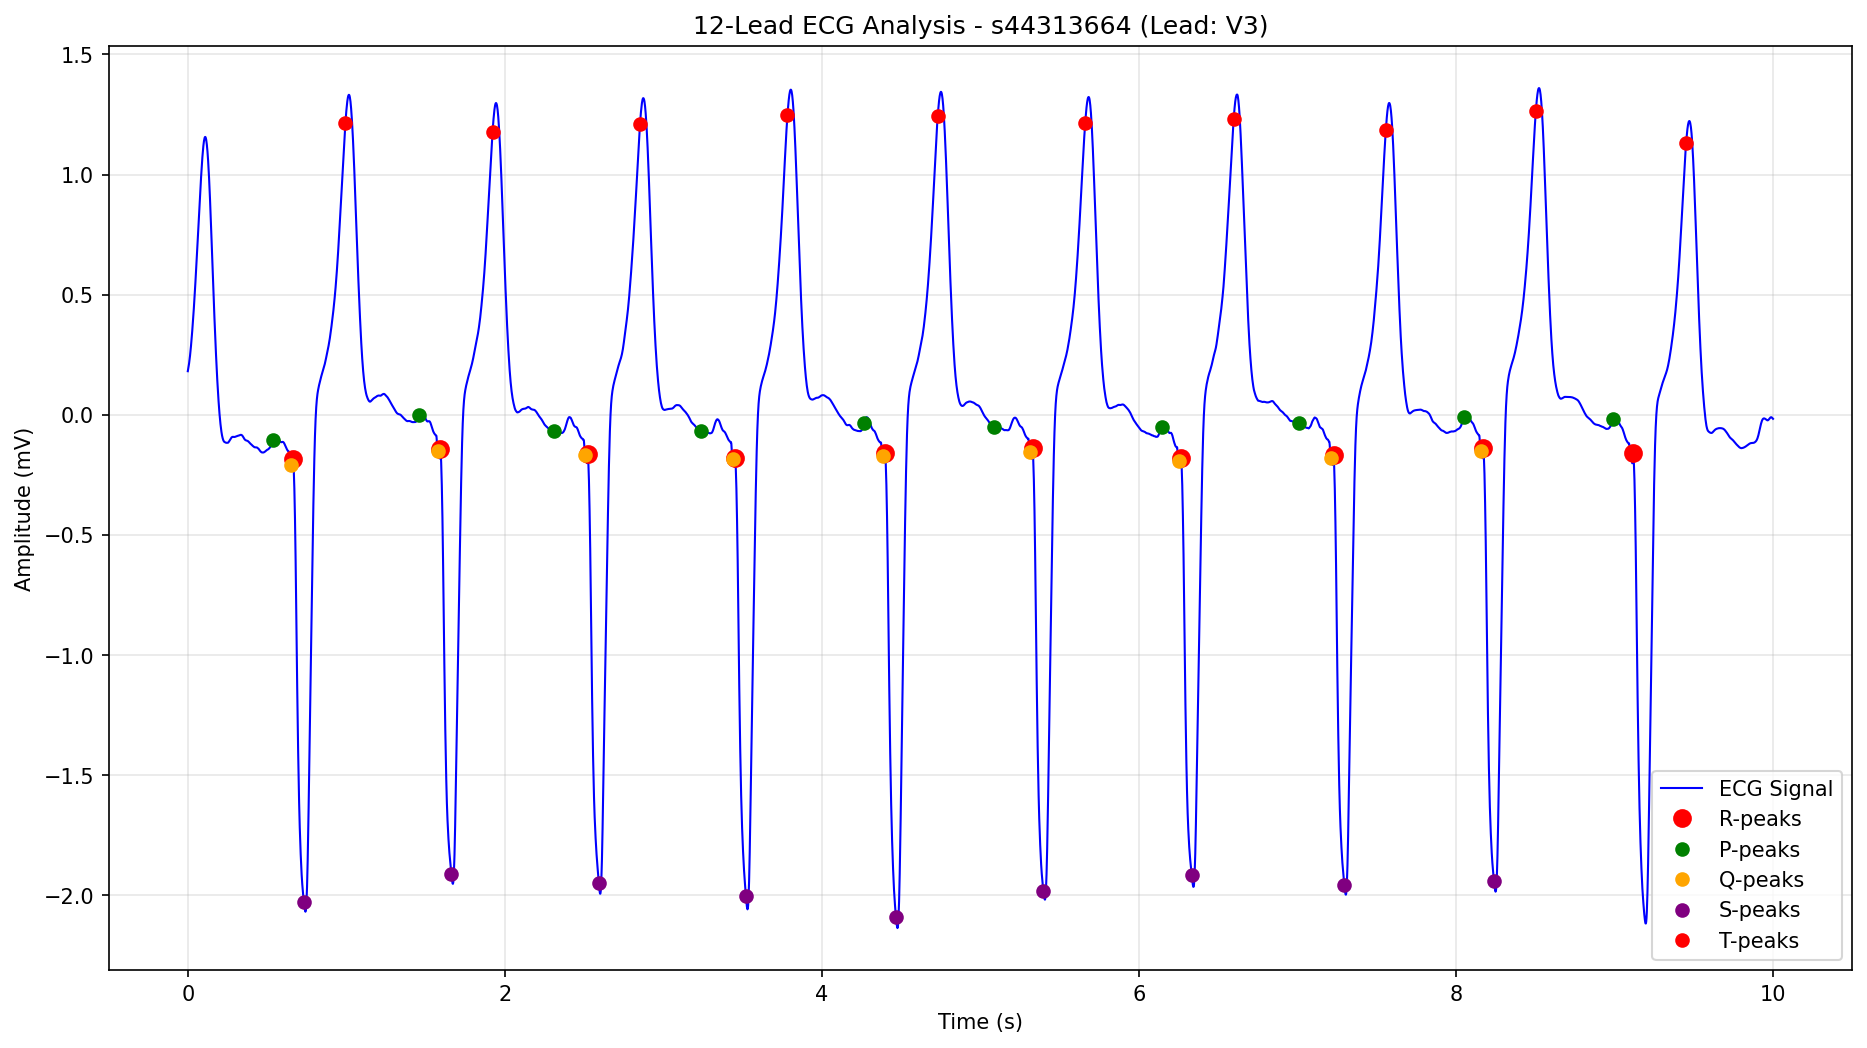 12-Lead ECG Analysis - s44313664 (Lead: V3)
1.5
1.0
0.5
0.0
−0.5
−1.0
−1.5
−2.0
Amplitude (mV)
0
2
4
6
8
10
Time (s)
ECG Signal
R-peaks
P-peaks
Q-peaks
S-peaks
T-peaks